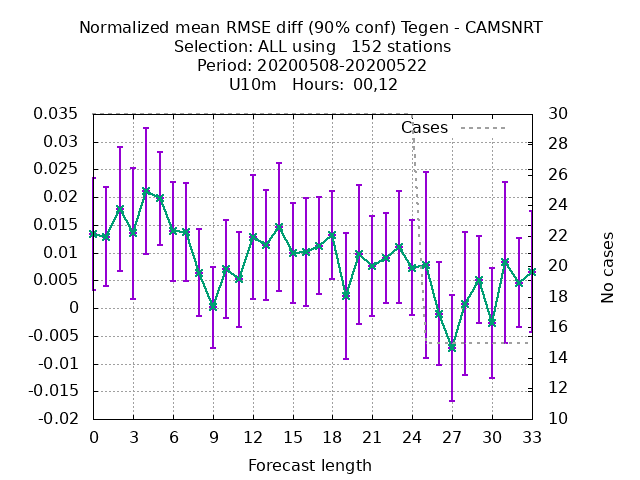 Normalized mean RMSE diff (90% conf) Tegen - CAMSNRT
Selection: ALL using   152 stations
Period: 20200508-20200522
U10m   Hours: 00,12
Cases
0.035
0.03
0.025
0.02
0.015
0.01
0.005
0
-0.005
-0.01
-0.015
-0.02
30
28
26
24
22
20
18
16
14
12
10
No cases
0 3 6 9 12 15 18 21 24 27 30 33
Forecast length